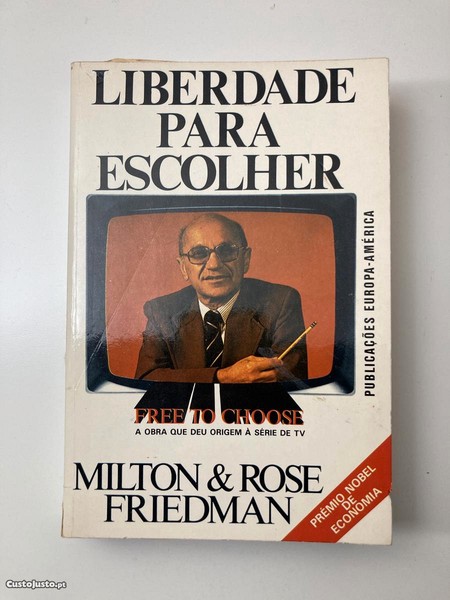 LIBERDADE
PARA
ESCOLHER
PUBLICAÇÕES EUROPA-AMÉRICA
FREE TO CHOOSE
A OBRA QUE DEU ORIGEM À SÉRIE DE TV
MILTON & ROSE
FRIEDMAN
PRÉMIO NOBEL
DE
ECONOMIA
CustoJusto.pt